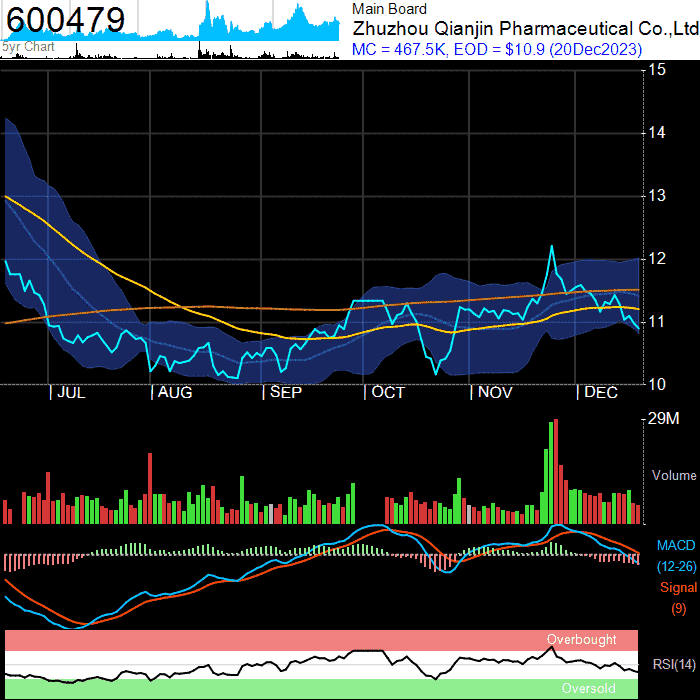 600479
5yr Chart
Main Board
Zhuzhou Qianjin Pharmaceutical Co.,Ltd
MC = 467.5K, EOD = $10.9 (20Dec2023)
15
14
13
12
11
10
JUL AUG SEP OCT NOV DEC
29M
Volume
MACD
(12-26)
Signal
(9)
Overbought
RSI(14)
Oversold